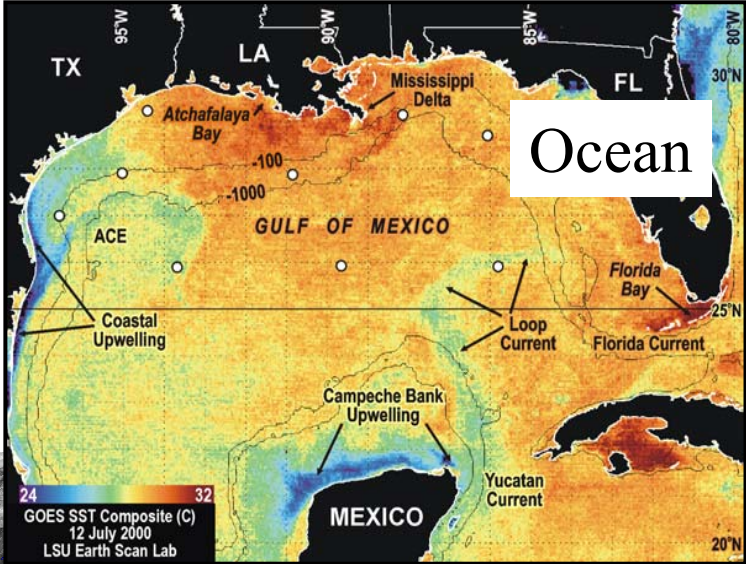 95°W
90°W
85°W
80°W
TX
LA
FL
30°N
Mississippi
Delta
Atchafalaya
Bay
Ocean
-100
-1000
GULF OF MEXICO
ACE
Florida
Bay
25°N
Coastal
Upwelling
Loop
Current
Florida Current
Campeche Bank
Upwelling
Yucatan
Current
MEXICO
24 32
GOES SST Composite (C)
12 July 2000
LSU Earth Scan Lab
20°N